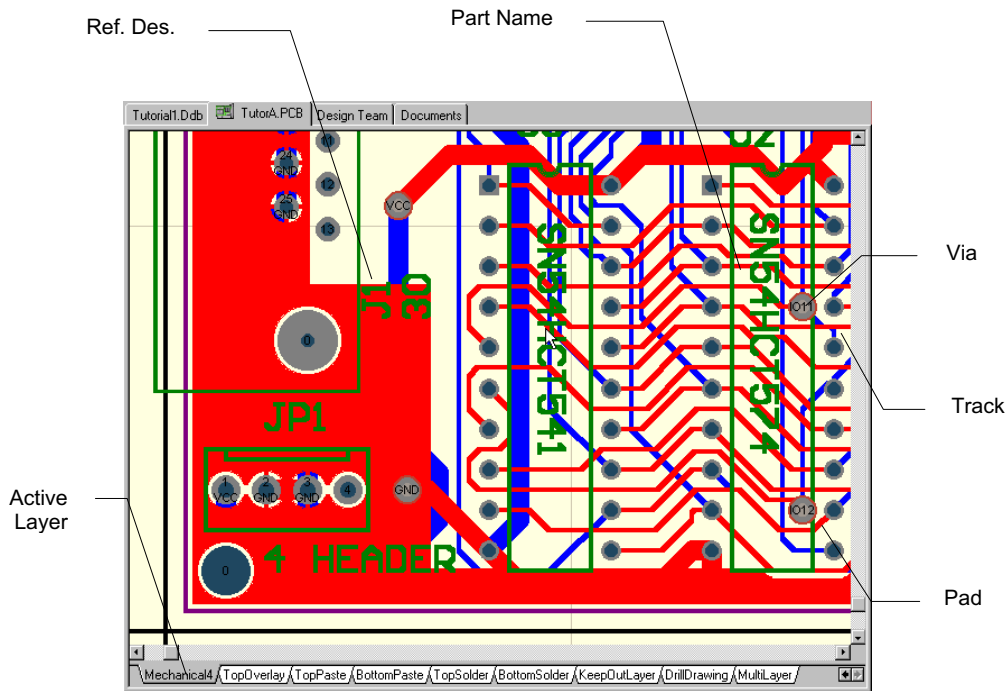 Part Name
Ref. Des.
Tutorial1.Ddb TutorA.PCB Design Team Documents
11
24
GND
12
25
GND
VCC
13
J1
30
SN54HCT541
SN54HCT574
Via
IO11
0
Track
JP1
1 2 3 4
VCC GND GND
GND
Active
Layer
IO12
4 HEADER
0
Pad
Mechanical4 TopOverlay TopPaste BottomPaste TopSolder BottomSolder KeepOutLayer DrillDrawing MultiLayer